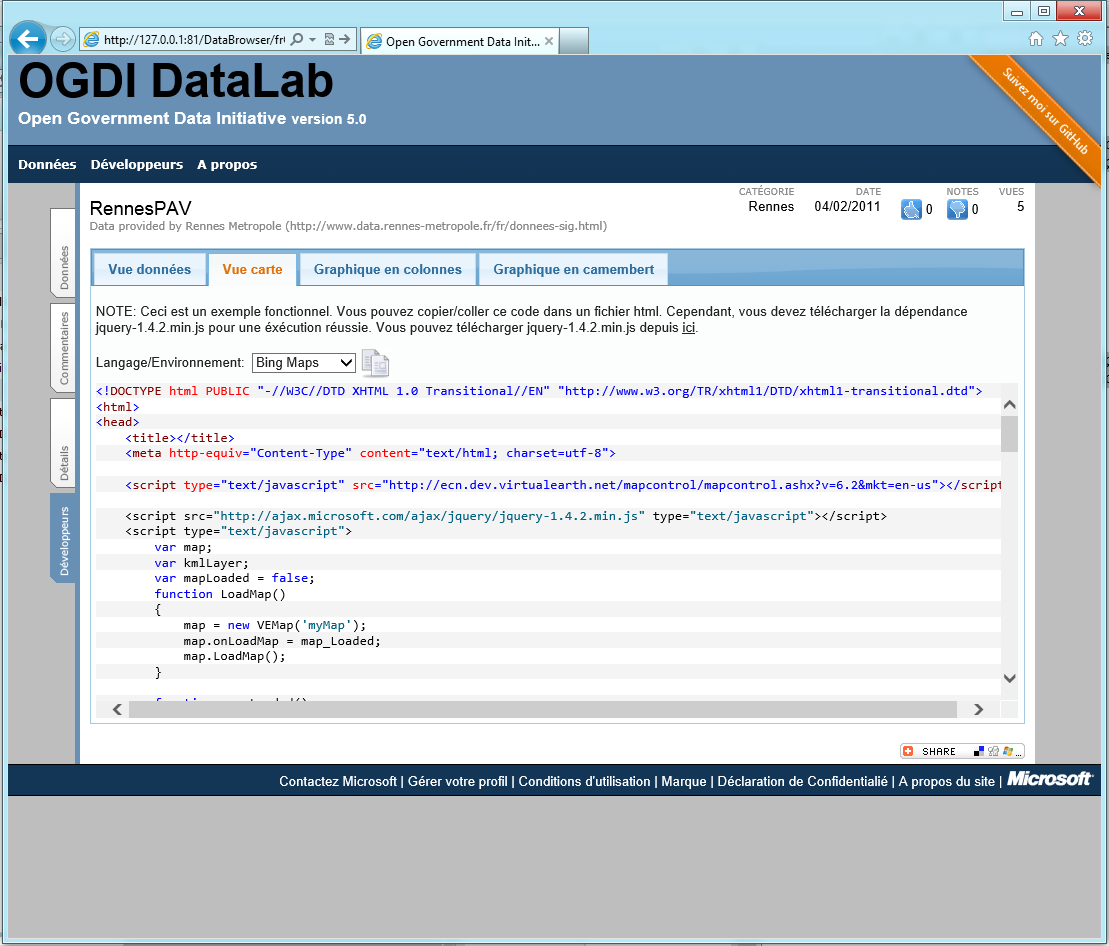 http://127.0.0.1:81/DataBrowser/fr
Open Government Data Init...
OGDI DataLab
Open Government Data Initiative version 5.0
Suivez moi sur GitHub
Données Développeurs A propos
RennesPAV
Data provided by Rennes Metropole (http://www.data.rennes-metropole.fr/fr/donnees-sig.html)
CATÉGORIE DATE NOTES VUES
Rennes 04/02/2011 0 0 5
Données
Commentaires
Détails
Développeurs
Vue données Vue carte Graphique en colonnes Graphique en camembert
NOTE: Ceci est un exemple fonctionnel. Vous pouvez copier/coller ce code dans un fichier html. Cependant, vous devez télécharger la dépendance
jquery-1.4.2.min.js pour une éxécution réussie. Vous pouvez télécharger jquery-1.4.2.min.js depuis ici.
Langage/Environnement: Bing Maps
<!DOCTYPE html PUBLIC "-//W3C//DTD XHTML 1.0 Transitional//EN" "http://www.w3.org/TR/xhtml1/DTD/xhtml1-transitional.dtd">
<html>
<head>
<title></title>
<meta http-equiv="Content-Type" content="text/html; charset=utf-8">
<script type="text/javascript" src="http://ecn.dev.virtualearth.net/mapcontrol/mapcontrol.ashx?v=6.2&mkt=en-us"></script
<script src="http://ajax.microsoft.com/ajax/jquery/jquery-1.4.2.min.js" type="text/javascript"></script>
<script type="text/javascript">
var map;
var kmlLayer;
var mapLoaded = false;
function LoadMap()
{
map = new VEMap('myMap');
map.onLoadMap = map_Loaded;
map.LoadMap();
}
SHARE ...
Contactez Microsoft | Gérer votre profil | Conditions d'utilisation | Marque | Déclaration de Confidentialié | A propos du site | Microsoft